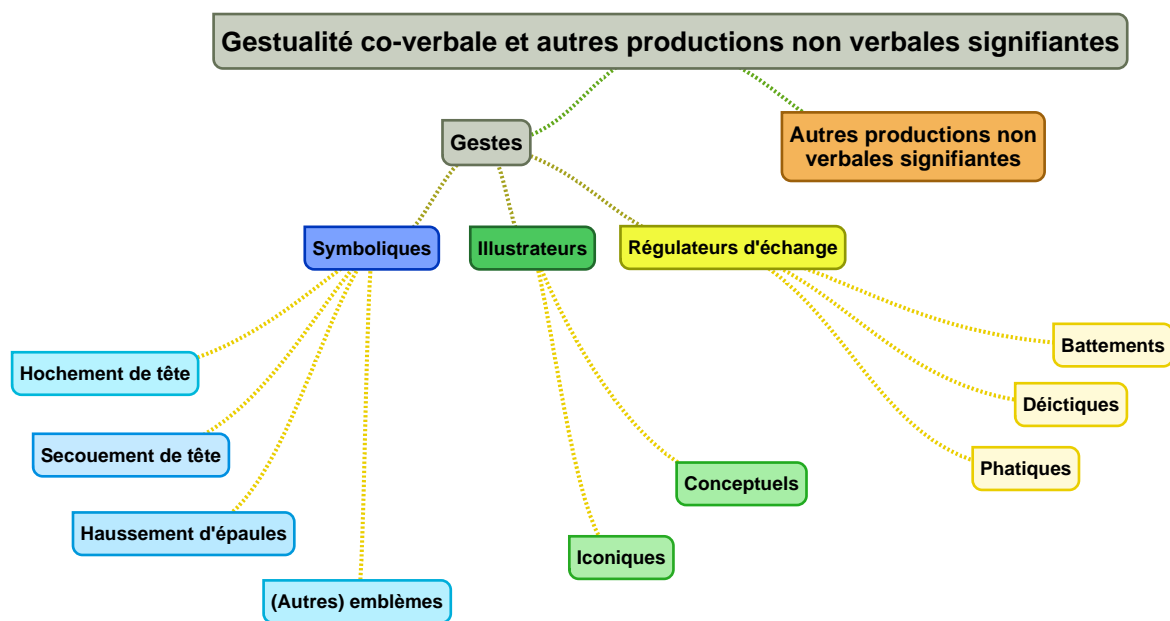 Gestualité co-verbale et autres productions non verbales signifiantes
Gestes
Autres productions non
verbales signifiantes
Symboliques
Illustrateurs
Régulateurs d'échange
Hochement de tête
Secouement de tête
Haussement d'épaules
(Autres) emblèmes
Conceptuels
Iconiques
Battements
Déictiques
Phatiques